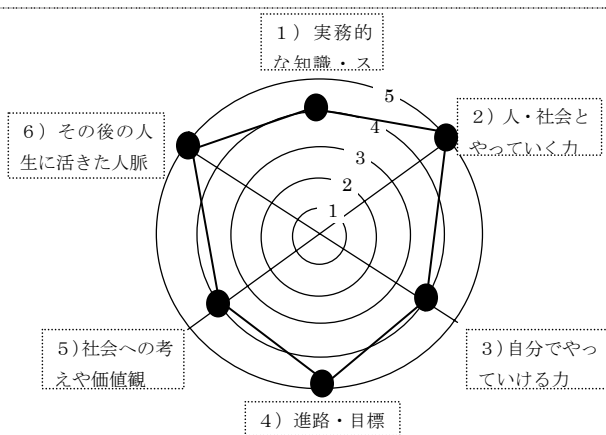 1）実務的
な知識・ス
5
2）人・社会と
やっていく力
4
6）その後の人
生に活きた人脈
3
2
1
5)社会への考
えや価値観
3)自分でやっ
ていける力
4）進路・目標